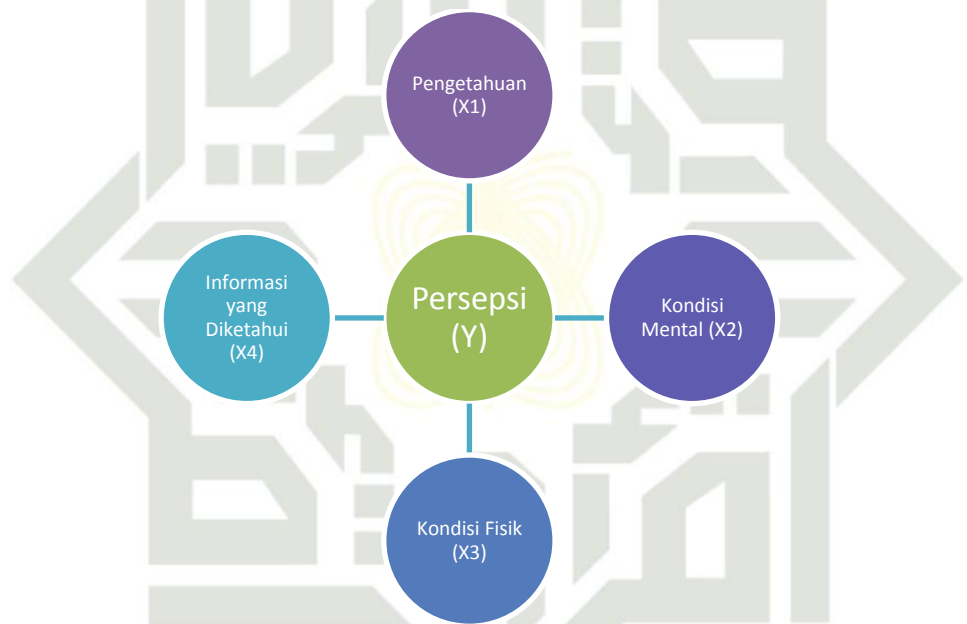 Pengetahuan
(X1)
Informasi
yang
Diketahui
(X4)
Persepsi
(Y)
Kondisi
Mental (X2)
Kondisi Fisik
(X3)